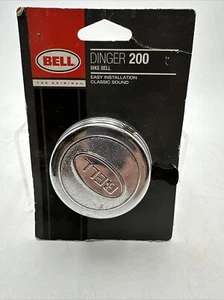 BELL
THE ORIGINAL
DINGER 200
BIKE BELL
EASY INSTALLATION
CLASSIC SOUND
BELL